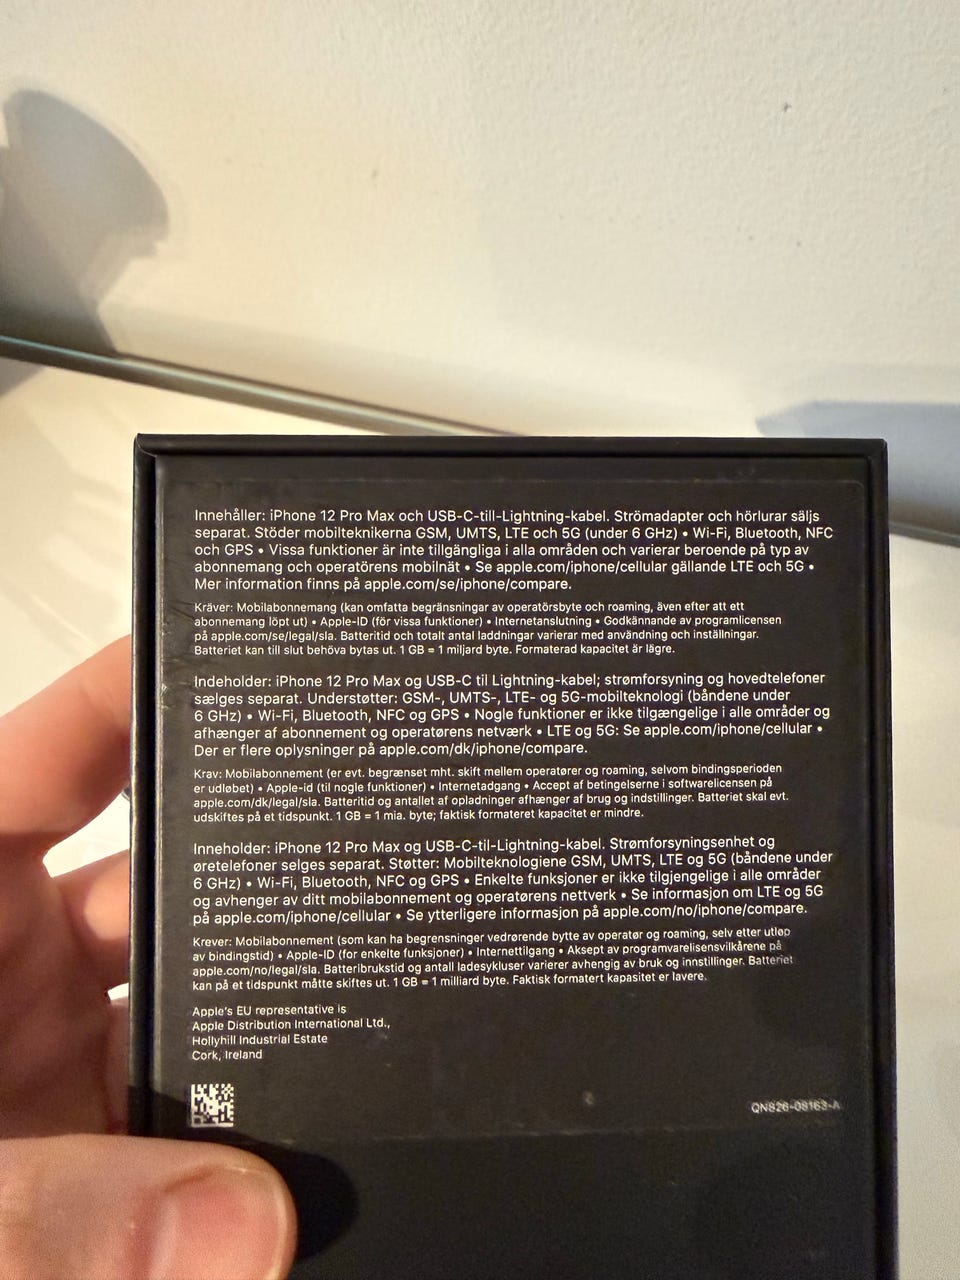 Innehåller: iPhone 12 Pro Max och USB-C-till-Lightning-kabel. Strömadapter och hörlurar säljs
separat. Stöder mobilteknikerna GSM, UMTS, LTE och 5G (under 6 GHz) • Wi-Fi, Bluetooth, NFC
och GPS • Vissa funktioner är inte tillgängliga i alla områden och varierar beroende på typ av
abonnemang och operatörens mobilnät • Se apple.com/iphone/cellular gällande LTE och 5G •
Mer information finns på apple.com/se/iphone/compare.
Kräver: Mobilabonnemang (kan omfatta begränsningar av operatörsbyte och roaming, även efter att ett
abonnemang löpt ut) • Apple-ID (för vissa funktioner) • Internetanslutning • Godkännande av programlicensen
på apple.com/se/legal/sla. Batteritid och totalt antal laddningar varierar med användning och inställningar.
Batteriet kan till slut behöva bytas ut. 1 GB = 1 miljard byte. Formaterad kapacitet är lägre.
Indeholder: iPhone 12 Pro Max og USB-C til Lightning-kabel; strømforsyning og hovedtelefoner
sælges separat. Understøtter: GSM-, UMTS-, LTE- og 5G-mobilteknologi (båndene under
6 GHz) • Wi-Fi, Bluetooth, NFC og GPS • Nogle funktioner er ikke tilgængelige i alle områder og
afhænger af abonnement og operatørens netværk • LTE og 5G: Se apple.com/iphone/cellular •
Der er flere oplysninger på apple.com/dk/iphone/compare.
Krav: Mobilabonnement (er evt. begrænset mht. skift mellem operatører og roaming, selvom bindingsperioden
er udløbet) • Apple-id (til nogle funktioner) • Internetadgang • Accept af betingelserne i softwarelicensen på
apple.com/dk/legal/sla. Batteritid og antallet af opladninger afhænger af brug og indstillinger. Batteriet skal evt.
udskiftes på et tidspunkt. 1 GB = 1 mia. byte; faktisk formateret kapacitet er mindre.
Inneholder: iPhone 12 Pro Max og USB-C-til-Lightning-kabel. Strømforsyningsenhet og
øretelefoner selges separat. Støtter: Mobilteknologiene GSM, UMTS, LTE og 5G (båndene under
6 GHz) • Wi-Fi, Bluetooth, NFC og GPS • Enkelte funksjoner er ikke tilgjengelige i alle områder
og avhenger av ditt mobilabonnement og operatørens nettverk • Se informasjon om LTE og 5G
på apple.com/iphone/cellular • Se ytterligere informasjon på apple.com/no/iphone/compare.
Krever: Mobilabonnement (som kan ha begrensninger vedrørende bytte av operatør og roaming, selv etter utløp
av bindingstid) • Apple-ID (for enkelte funksjoner) • Internettilgang • Aksept av programvarelisensvilkårene på
apple.com/no/legal/sla. Batteribrukstid og antall ladesykluser varierer avhengig av bruk og innstillinger. Batteriet
kan på et tidspunkt måtte skiftes ut. 1 GB = 1 milliard byte. Faktisk formatert kapasitet er lavere.
Apple's EU representative is
Apple Distribution International Ltd.,
Hollyhill Industrial Estate
Cork, Ireland
QNS26-08163-A